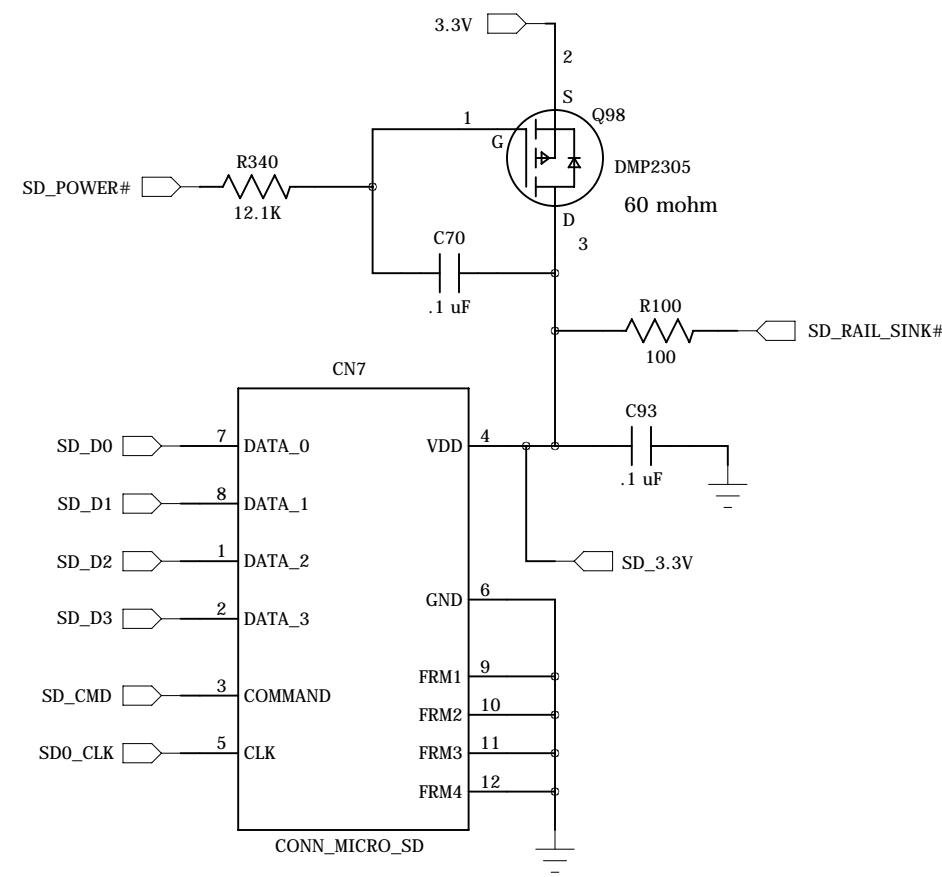 3.3V
2
S
1
Q98
G
R340
DMP2305
SD_POWER#
60 mohm
12.1K
D
C70
3
.1 uF
R100
SD_RAIL_SINK#
100
CN7
C93
SD_D0
7
DATA_0
VDD
4
.1 uF
SD_D1
8
DATA_1
SD_D2
1
DATA_2
SD_3.3V
GND
6
SD_D3
2
DATA_3
FRM1
9
SD_CMD
3
COMMAND
FRM2
10
SD0_CLK
5
CLK
FRM3
11
FRM4
12
CONN_MICRO_SD